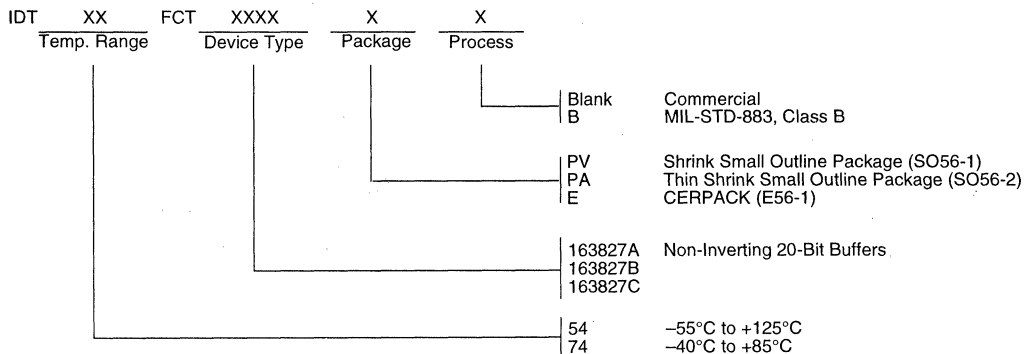 IDT XX FCT XXXX X X
Temp. Range Device Type Package Process
Blank Commercial
B MIL-STD-883, Class B
PV Shrink Small Outline Package (SO56-1)
PA Thin Shrink Small Outline Package (SO56-2)
E CERPACK (E56-1)
163827A Non-Inverting 20-Bit Buffers
163827B
163827C
54 –55°C to +125°C
74 –40°C to +85°C